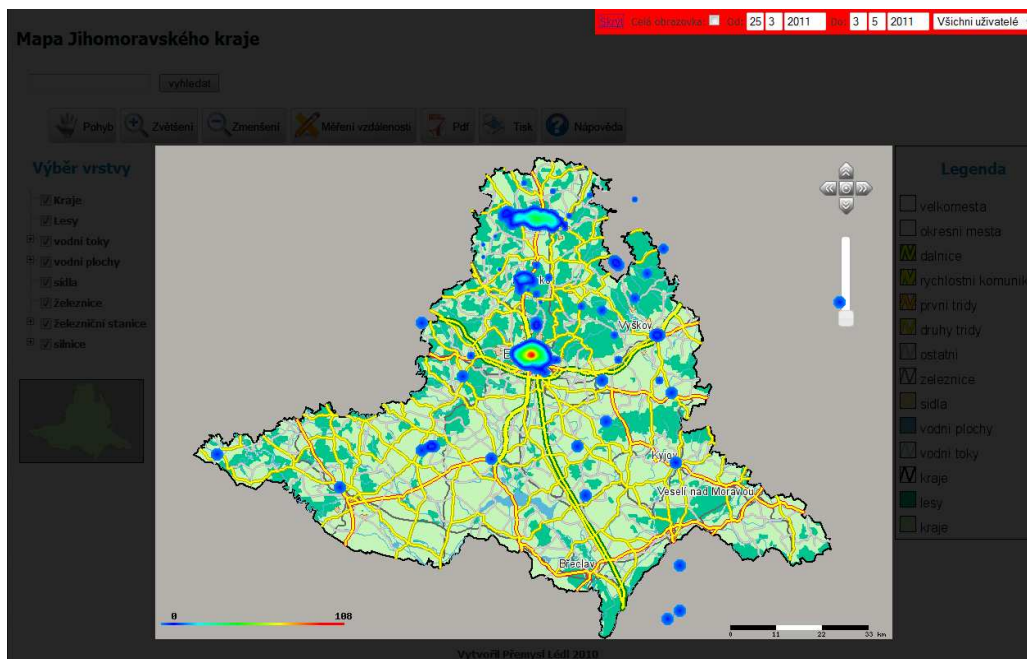 Skrýt Celá obrazovka: Od: 25 3 2011 Do: 3 5 2011 Všichni uživatelé
Mapa Jihomoravského kraje
vyhledat
Pohyb Zvětšení Zmenšení Měření vzdálenosti Pdf Tisk Nápověda
Výběr vrstvy
Kraje
Lesy
vodní toky
vodní plochy
sídla
železnice
železniční stanice
silnice
Vyškov
Kyjov
Veselí nad Moravou
Břeclav
0 108
0 11 22 33 km
Legenda
velkomesta
okresni mesta
dalnice
rychlostni komunik
první tridy
druhy tridy
ostatni
zeleznice
sidla
vodni plochy
vodni toky
kraje
lesy
kraje
Vytvořil Přemysl Lédl 2010